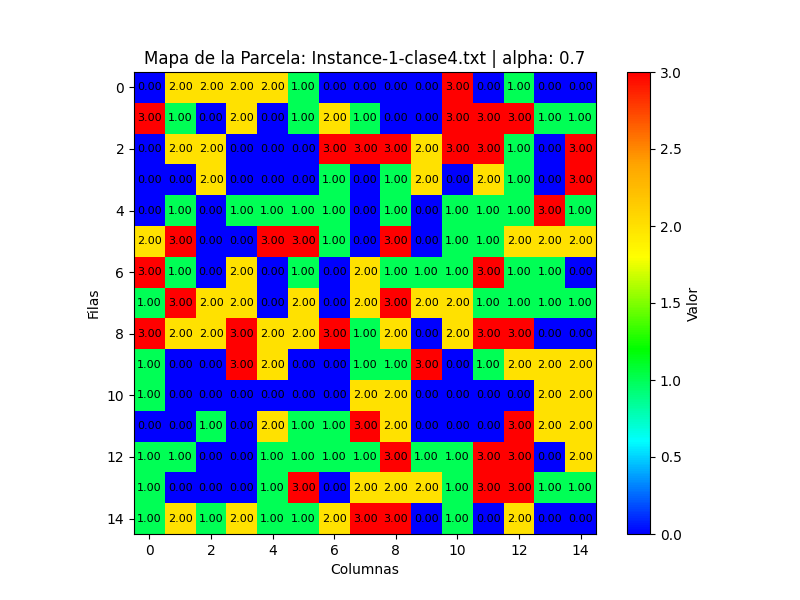 Mapa de la Parcela: Instance-1-clase4.txt | alpha: 0.7
0 0.00 2.00 2.00 2.00 2.00 1.00 0.00 0.00 0.00 0.00 3.00 0.00 1.00 0.00 0.00
3.00 1.00 0.00 2.00 0.00 1.00 2.00 1.00 0.00 0.00 3.00 3.00 3.00 1.00 1.00
2 0.00 2.00 2.00 0.00 0.00 0.00 3.00 3.00 3.00 2.00 3.00 3.00 1.00 0.00 3.00
0.00 0.00 2.00 0.00 0.00 0.00 1.00 0.00 1.00 2.00 0.00 2.00 1.00 0.00 3.00
4 0.00 1.00 0.00 1.00 1.00 1.00 1.00 0.00 1.00 0.00 1.00 1.00 1.00 3.00 1.00
2.00 3.00 0.00 0.00 3.00 3.00 1.00 0.00 3.00 0.00 1.00 1.00 2.00 2.00 2.00
6 3.00 1.00 0.00 2.00 0.00 1.00 0.00 2.00 1.00 1.00 1.00 3.00 1.00 1.00 0.00
1.00 3.00 2.00 2.00 0.00 2.00 0.00 2.00 3.00 2.00 2.00 1.00 1.00 1.00 1.00
8 3.00 2.00 2.00 3.00 2.00 2.00 3.00 1.00 2.00 0.00 2.00 3.00 3.00 0.00 0.00
1.00 0.00 0.00 3.00 2.00 0.00 0.00 1.00 1.00 3.00 0.00 1.00 2.00 2.00 2.00
10 1.00 0.00 0.00 0.00 0.00 0.00 0.00 2.00 2.00 0.00 0.00 0.00 0.00 2.00 2.00
0.00 0.00 1.00 0.00 2.00 1.00 1.00 3.00 2.00 0.00 0.00 0.00 3.00 2.00 2.00
12 1.00 1.00 0.00 0.00 1.00 1.00 1.00 1.00 3.00 1.00 1.00 3.00 3.00 0.00 2.00
1.00 0.00 0.00 0.00 1.00 3.00 0.00 2.00 2.00 2.00 1.00 3.00 3.00 1.00 1.00
14 1.00 2.00 1.00 2.00 1.00 1.00 2.00 3.00 3.00 0.00 1.00 0.00 2.00 0.00 0.00
0 2 4 6 8 10 12 14
Columnas
Filas
3.0
2.5
2.0
1.5
1.0
0.5
0.0
Valor